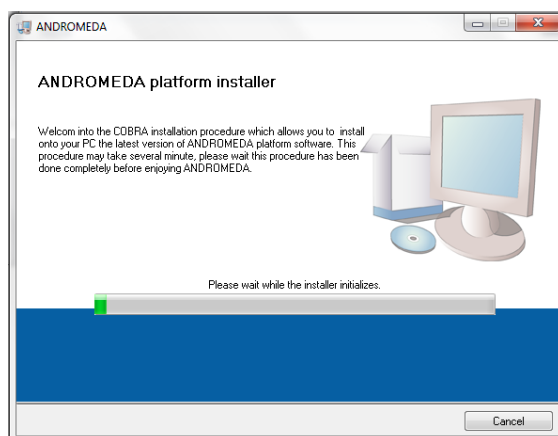 ANDROMEDA
ANDROMEDA platform installer
Welcom into the COBRA installation procedure which allows you to install
onto your PC the latest version of ANDROMEDA platform software. This
procedure may take several minute, please wait this procedure has been
done completely before enjoying ANDROMEDA.
Please wait while the installer initializes.
Cancel